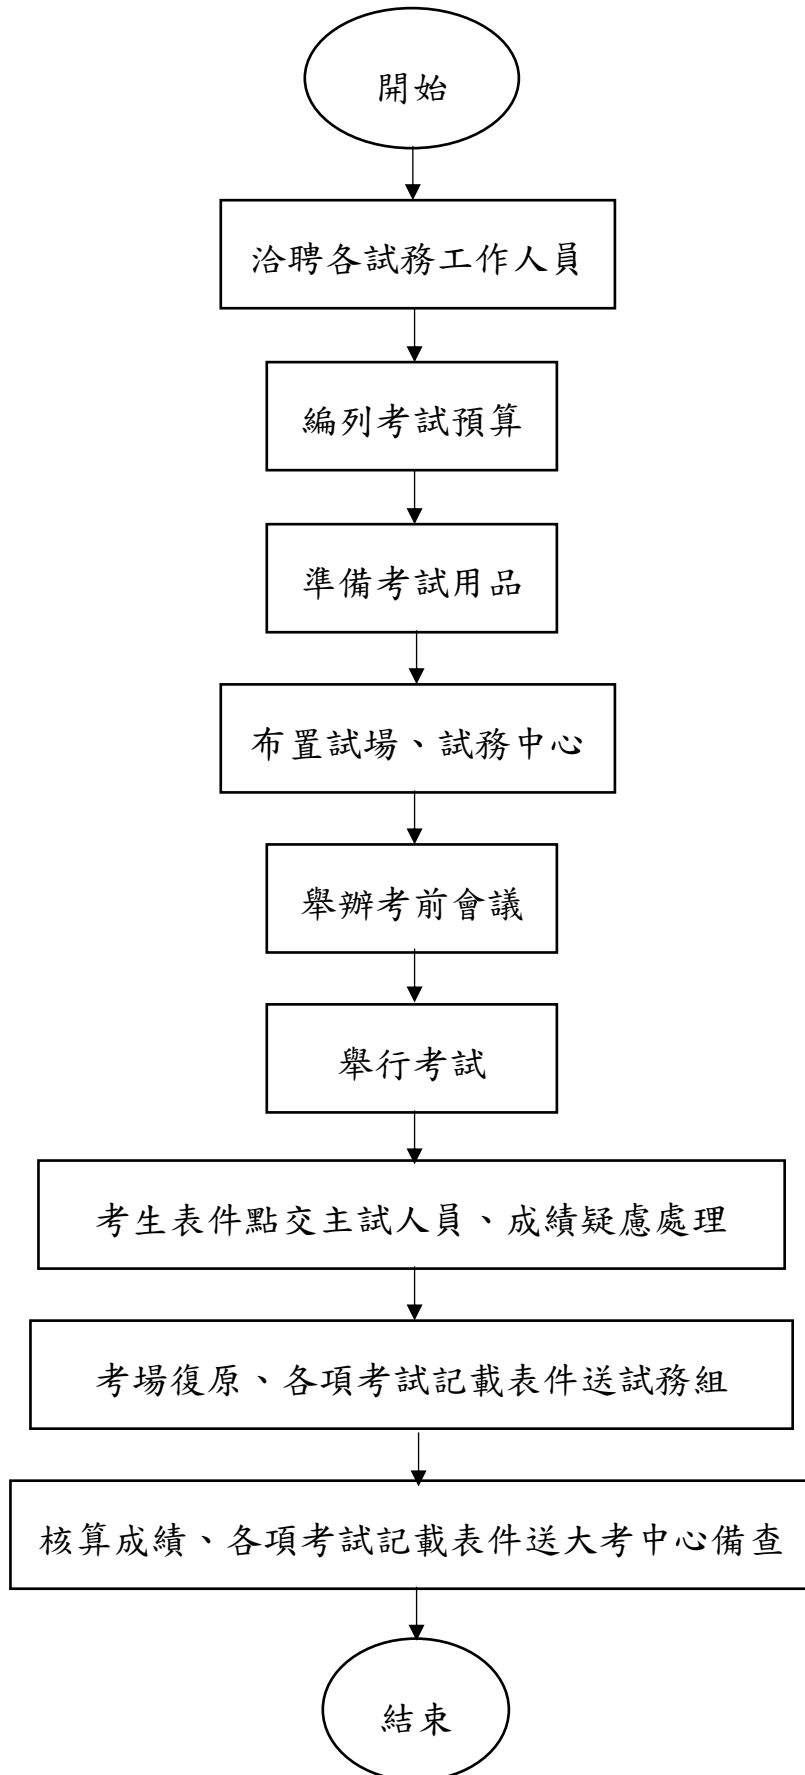 開始
洽聘各試務工作人員
編列考試預算
準備考試用品
布置試場、試務中心
舉辦考前會議
舉行考試
考生表件點交主試人員、成績疑慮處理
考場復原、各項考試記載表件送試務組
核算成績、各項考試記載表件送大考中心備查
結束